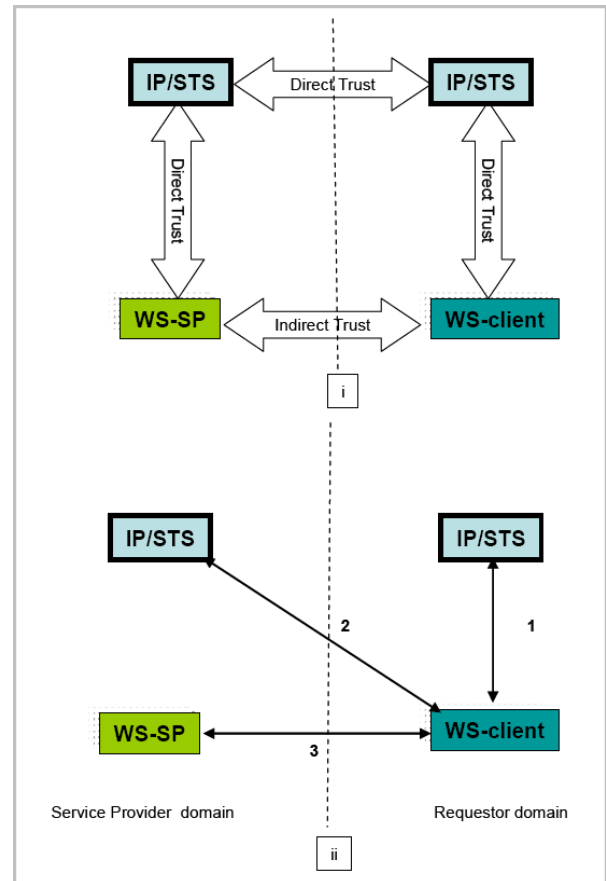 IP/STS
Direct Trust
IP/STS
Direct Trust
Direct Trust
WS-SP
Indirect Trust
WS-client
i
IP/STS
IP/STS
2
1
WS-SP
3
WS-client
Service Provider domain
Requestor domain
ii